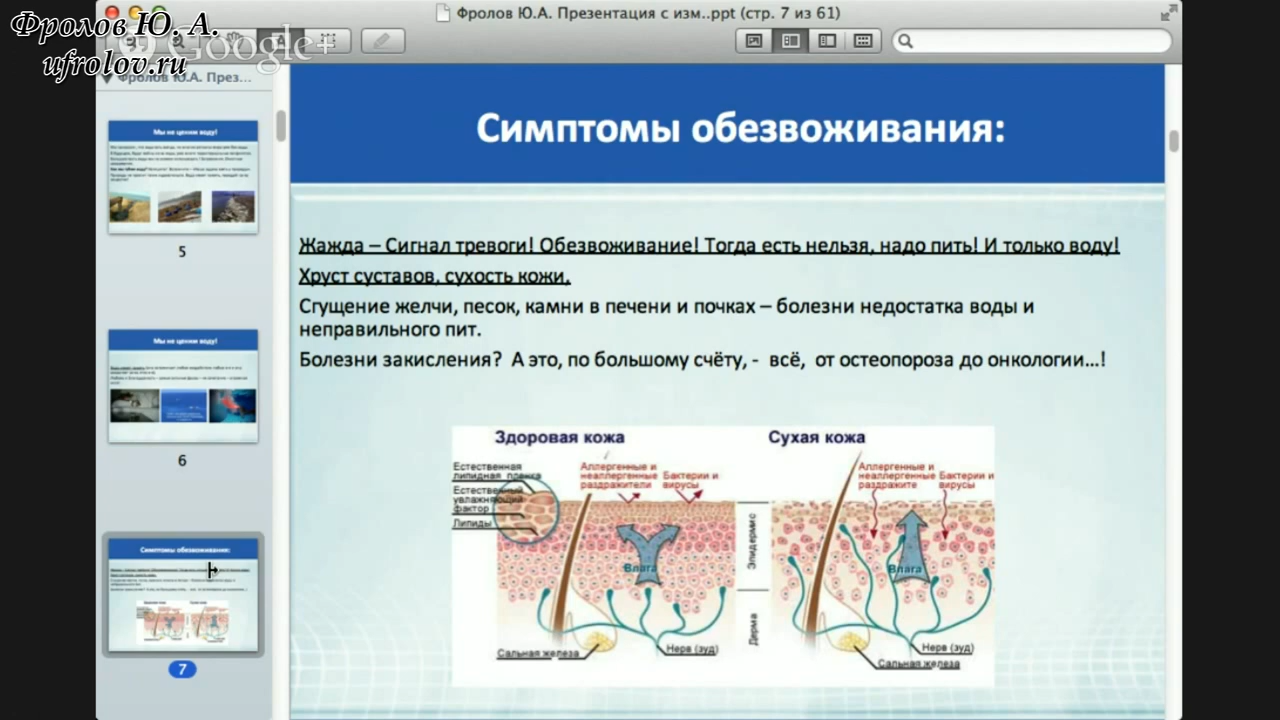 Фролов Ю. А.
ufrolov.ru
Google+
Фролов Ю.А. Презентация с изм..ppt (стр. 7 из 61)
Фролов Ю.А. През...
Мы не ценим воду!
5
Мы не ценим воду!
6
Симптомы обезвоживания:
7
Симптомы обезвоживания:
Жажда – Сигнал тревоги! Обезвоживание! Тогда есть нельзя, надо пить! И только воду!
Хруст суставов, сухость кожи,
Сгущение желчи, песок, камни в печени и почках – болезни недостатка воды и
неправильного пит.
Болезни закисления? А это, по большому счёту, - всё, от остеопороза до онкологии...!
Здоровая кожа
Сухая кожа
Естественная
липидная пленка
Естественный
увлажняющий
фактор
Липиды
Аллергенные и
неаллергенные
раздражители
Бактерии и
вирусы
Влага
Сальная железа
Нерв (зуд)
Эпидермис
Дерма
Аллергенные и
неаллергенные
раздражите
Бактерии и
вирусы
Влага
Нерв (зуд)
Сальная железа